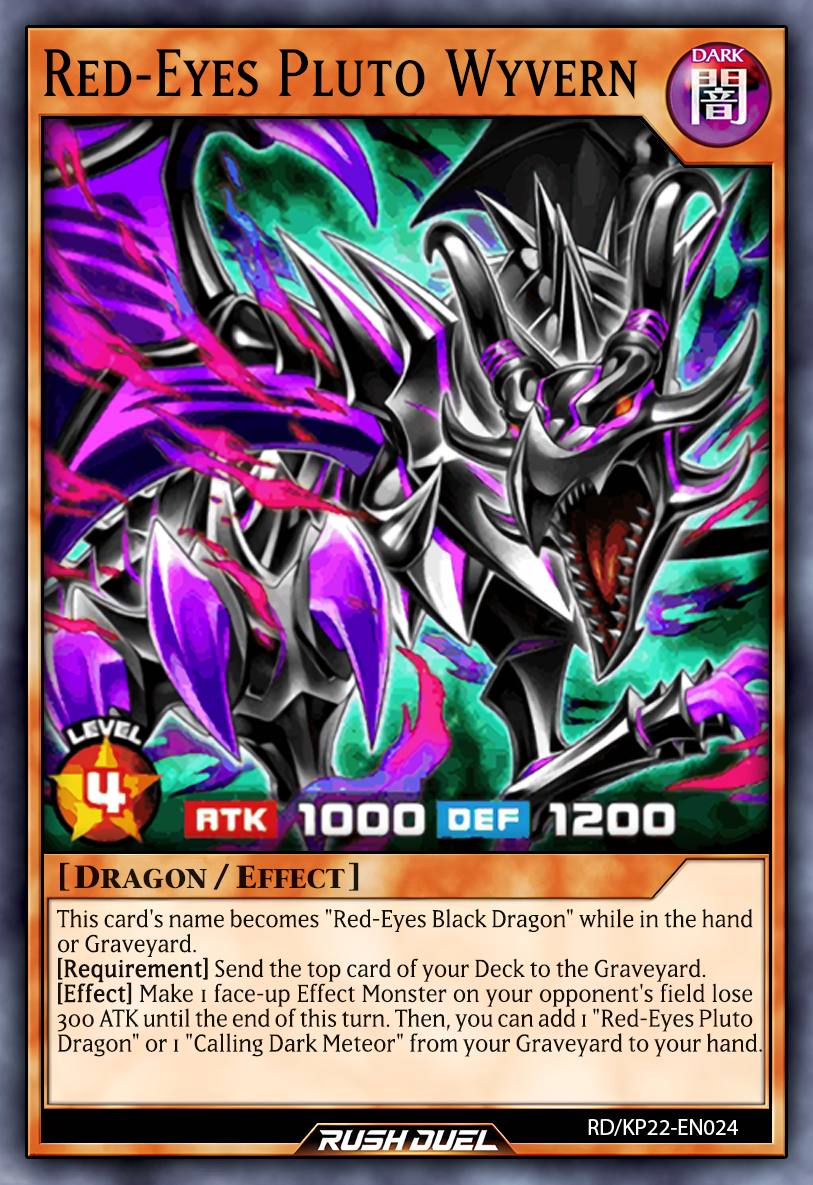 Red-Eyes Pluto Wyvern
DARK
闇
LEVEL
4
ATK 1000 DEF 1200
[Dragon / Effect]
This card's name becomes "Red-Eyes Black Dragon" while in the hand
or Graveyard.
[Requirement] Send the top card of your Deck to the Graveyard.
[Effect] Make 1 face-up Effect Monster on your opponent's field lose
300 ATK until the end of this turn. Then, you can add 1 "Red-Eyes Pluto
Dragon" or 1 "Calling Dark Meteor" from your Graveyard to your hand.
RD/KP22-EN024
RUSH DUEL